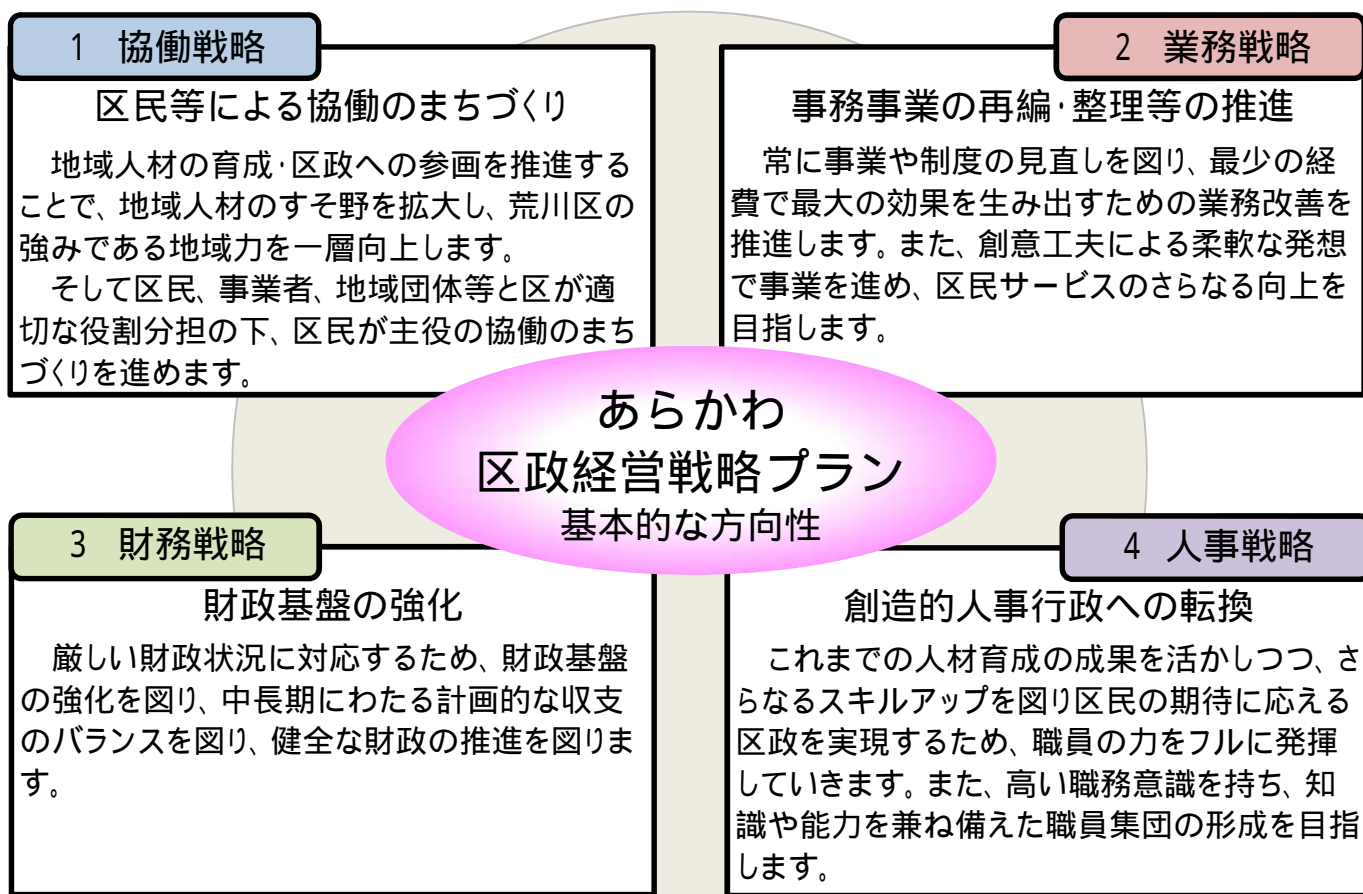 1 協働戦略
区民等による協働のまちづくり
地域人材の育成・区政への参画を推進する
ことで、地域人材のすそ野を拡大し、荒川区の
強みである地域力を一層向上します。
そして区民、事業者、地域団体等と区が適
切な役割分担の下、区民が主役の協働のまち
づくりを進めます。
2 業務戦略
事務事業の再編・整理等の推進
常に事業や制度の見直しを図り、最少の経
費で最大の効果を生み出すための業務改善を
推進します。また、創意工夫による柔軟な発想
で事業を進め、区民サービスのさらなる向上を
目指します。
あらかわ
区政経営戦略プラン
基本的な方向性
3 財務戦略
財政基盤の強化
厳しい財政状況に対応するため、財政基盤
の強化を図り、中長期にわたる計画的な収支
のバランスを図り、健全な財政の推進を図りま
す。
4 人事戦略
創造的人事行政への転換
これまでの人材育成の成果を活かしつつ、さ
らなるスキルアップを図り区民の期待に応える
区政を実現するため、職員の力をフルに発揮
していきます。また、高い職務意識を持ち、知
識や能力を兼ね備えた職員集団の形成を目指
します。